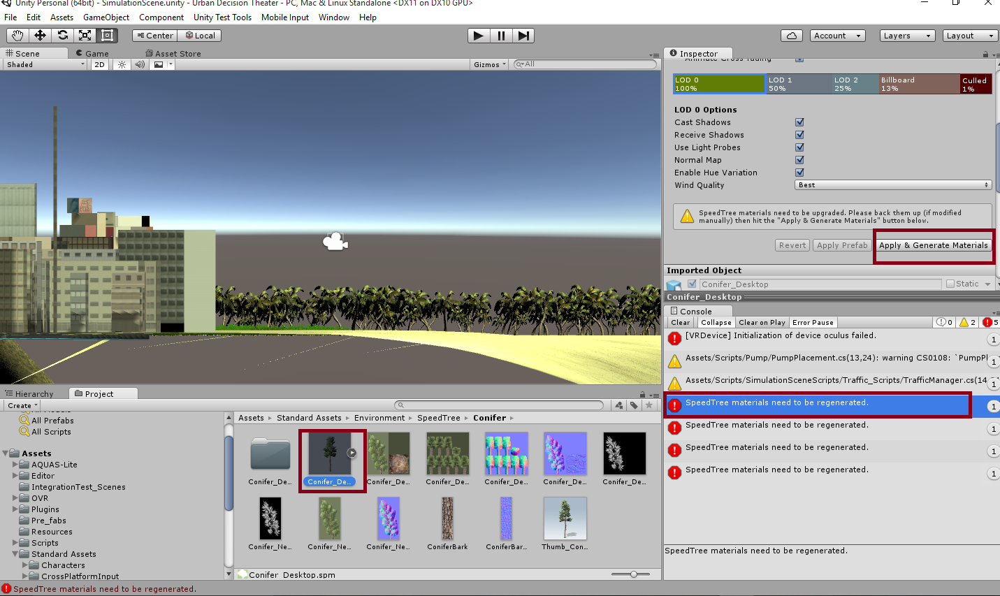 Unity Personal (64bit) - SimulationScene.unity - Urban Decision Theater - PC, Mac & Linux Standalone <DX11 on DX10 GPU>
File Edit Assets GameObject Component Unity Test Tools Mobile Input Window Help
Center Local Account Layers Layout
Scene Game Asset Store
Shaded 2D Gizmos All
Inspector
Animate Cross-fading
LOD 0 LOD 1 LOD 2 Billboard Culled
100% 50% 25% 13% 1%
LOD 0 Options
Cast Shadows
Receive Shadows
Use Light Probes
Normal Map
Enable Hue Variation
Wind Quality Best
SpeedTree materials need to be upgraded. Please back them up (if modified
manually) then hit the "Apply & Generate Materials" button below.
Revert Apply Prefab Apply & Generate Materials
Imported Object
Conifer_Desktop Static
Conifer_Desktop
Console
Clear Collapse Clear on Play Error Pause 0 2 5
[VRDevice] Initialization of device oculus failed. 1
Assets/Scripts/Pump/PumpPlacement.cs(13,24): warning CS0108: `PumpPl 1
Assets/Scripts/SimulationSceneScripts/Traffic_Scripts/TrafficManager.cs(14 1
SpeedTree materials need to be regenerated. 1
SpeedTree materials need to be regenerated. 1
SpeedTree materials need to be regenerated. 1
SpeedTree materials need to be regenerated. 1
SpeedTree materials need to be regenerated.
Hierarchy Project
Create
All Models
All Prefabs
All Scripts
Assets
AQUAS-Lite
Editor
IntegrationTest_Scenes
OVR
Plugins
Pre_fabs
Resources
Scripts
Standard Assets
Characters
CrossPlatformInput
Assets Standard Assets Environment SpeedTree Conifer
Conifer_De... Conifer_De... Conifer_De... Conifer_De... Conifer_De... Conifer_De... Conifer_De...
Conifer_Ne... Conifer_Ne... Conifer_Ne... ConiferBark ConiferBar... Thumb_Con...
Conifer_Desktop.spm
SpeedTree materials need to be regenerated.